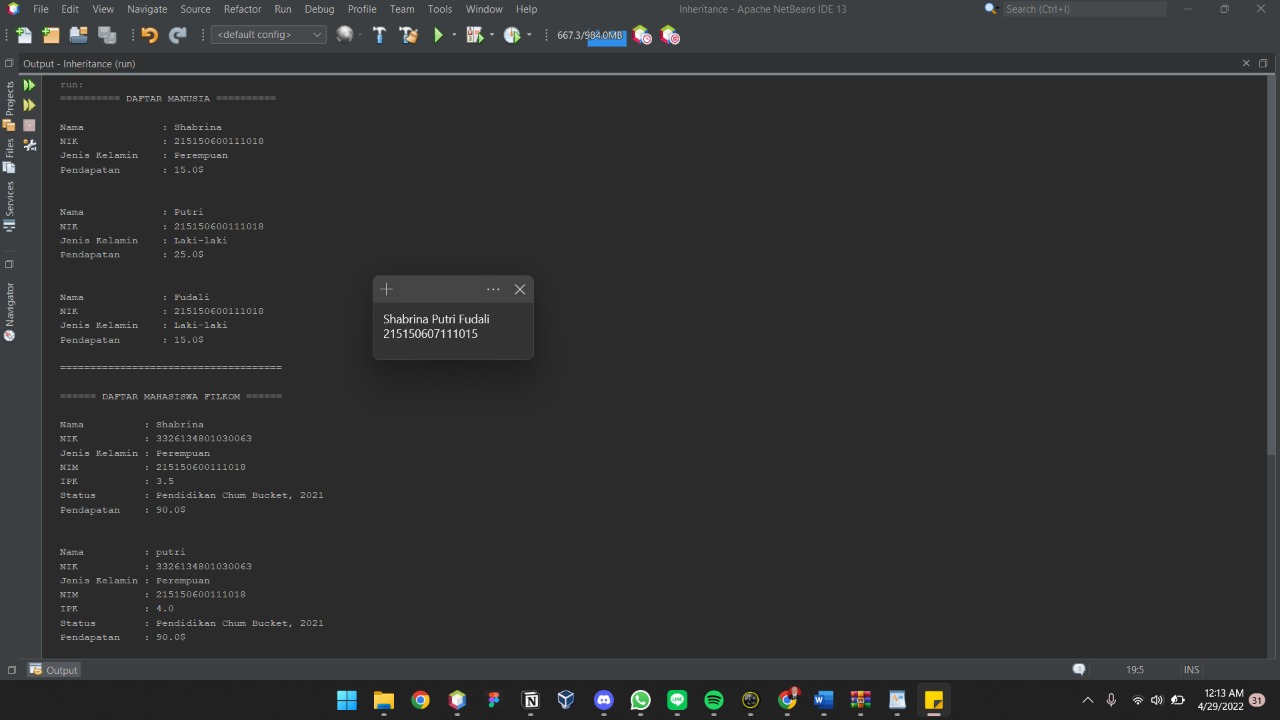 File Edit View Navigate Source Refactor Run Debug Profile Team Tools Window Help
Inheritance - Apache NetBeans IDE 13
Search (Ctrl+I)
<default config>
667.3/984.0MB
Output - Inheritance (run)
Projects
Files
Services
Navigator
run:
========== DAFTAR MANUSIA ==========
Nama : Shabrina
NIK : 215150600111018
Jenis Kelamin : Perempuan
Pendapatan : 15.0$
Nama : Putri
NIK : 215150600111018
Jenis Kelamin : Laki-laki
Pendapatan : 25.0$
Nama : Fudali
NIK : 215150600111018
Jenis Kelamin : Laki-laki
Pendapatan : 15.0$
=====================================
====== DAFTAR MAHASISWA FILKOM ======
Nama : Shabrina
NIK : 3326134801030063
Jenis Kelamin : Perempuan
NIM : 215150600111018
IPK : 3.5
Status : Pendidikan Chum Bucket, 2021
Pendapatan : 90.0$
Nama : putri
NIK : 3326134801030063
Jenis Kelamin : Perempuan
NIM : 215150600111018
IPK : 4.0
Status : Pendidikan Chum Bucket, 2021
Pendapatan : 90.0$
Shabrina Putri Fudali
215150607111015
Output
19:5
INS
12:13 AM
4/29/2022
31